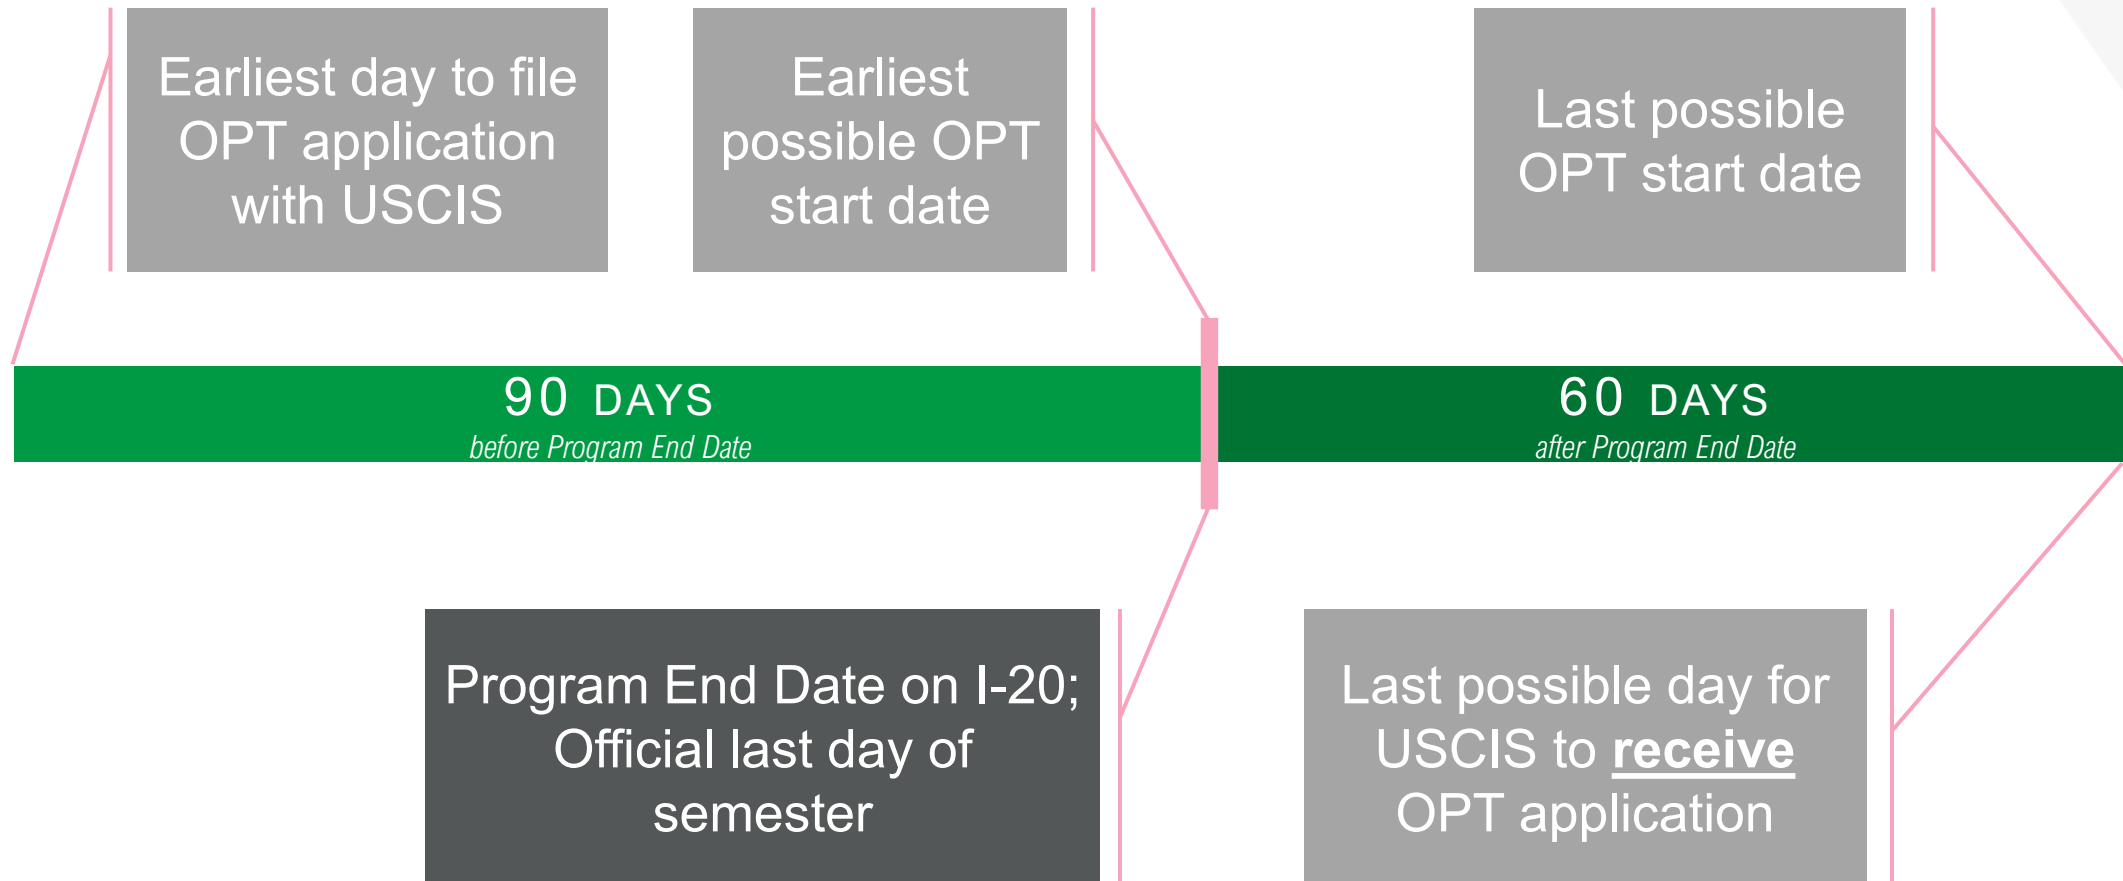 Earliest day to file
OPT application
with USCIS
Earliest
possible OPT
start date
Last possible
OPT start date
90 DAYS
before Program End Date
60 DAYS
after Program End Date
Program End Date on I-20;
Official last day of
semester
Last possible day for
USCIS to receive
OPT application